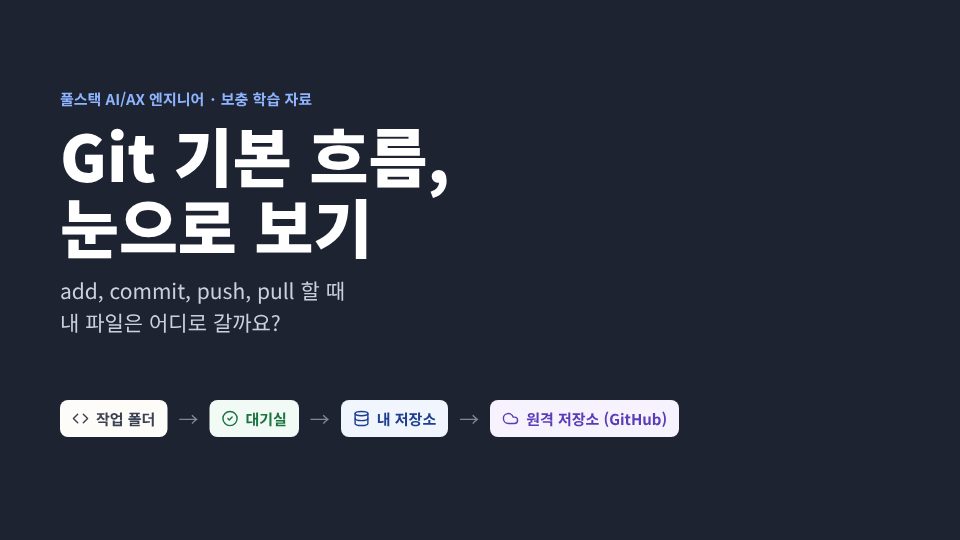 풀스택 AI/AX 엔지니어 · 보충 학습 자료
Git 기본 흐름,
눈으로 보기
add, commit, push, pull 할 때
내 파일은 어디로 갈까요?
작업 폴더 → 대기실 → 내 저장소 → 원격 저장소 (GitHub)